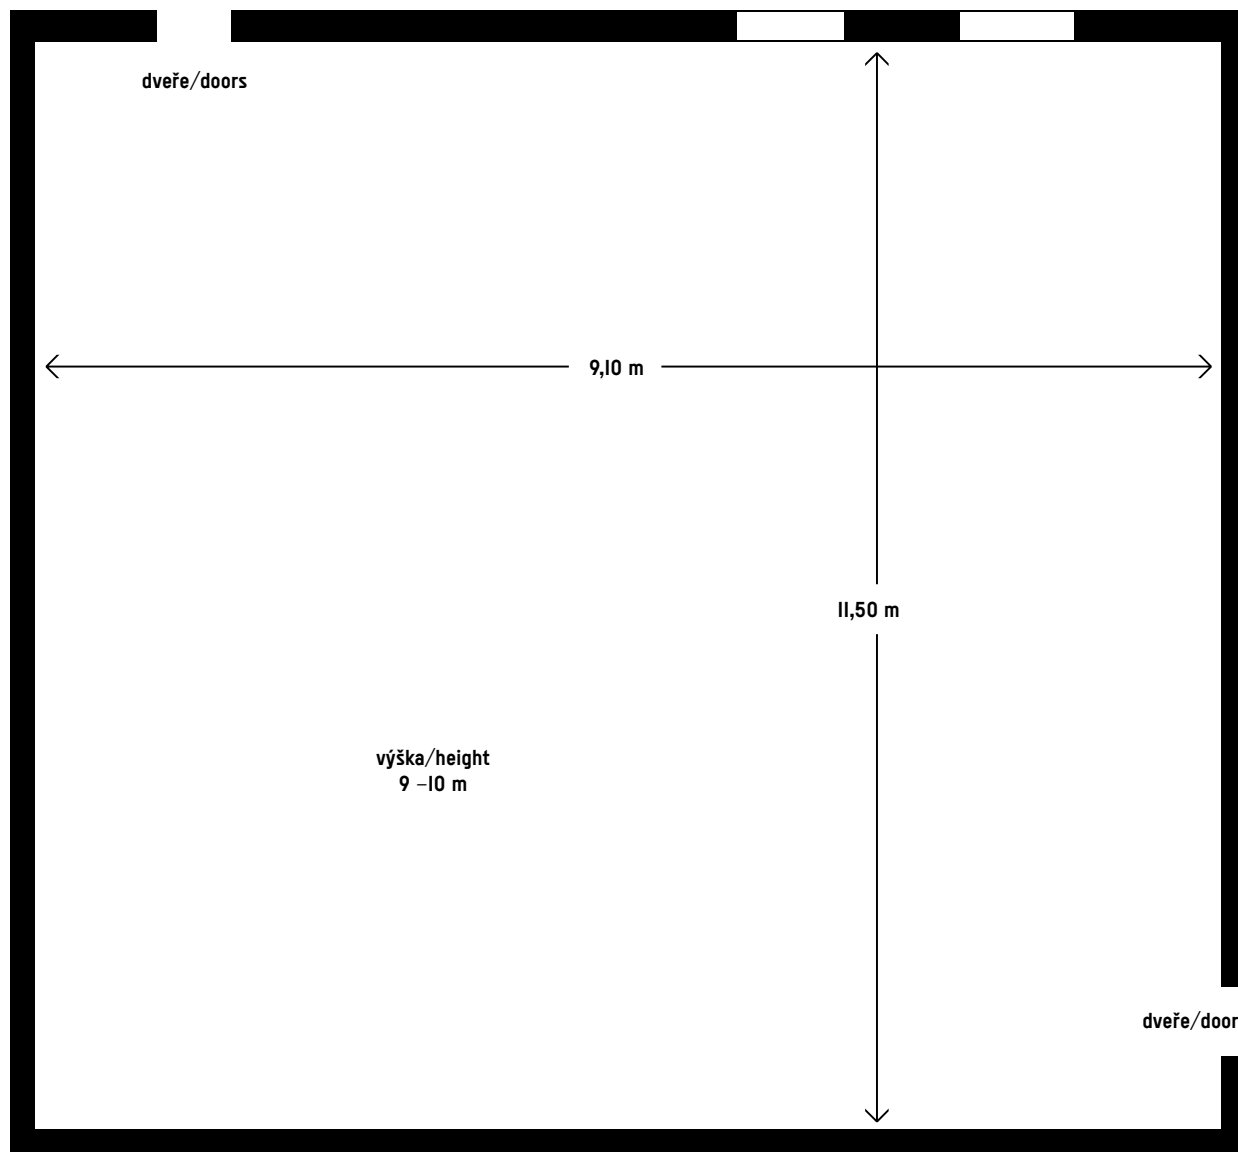 dveře/doors
9,10 m
11,50 m
výška/height
9 –10 m
dveře/door